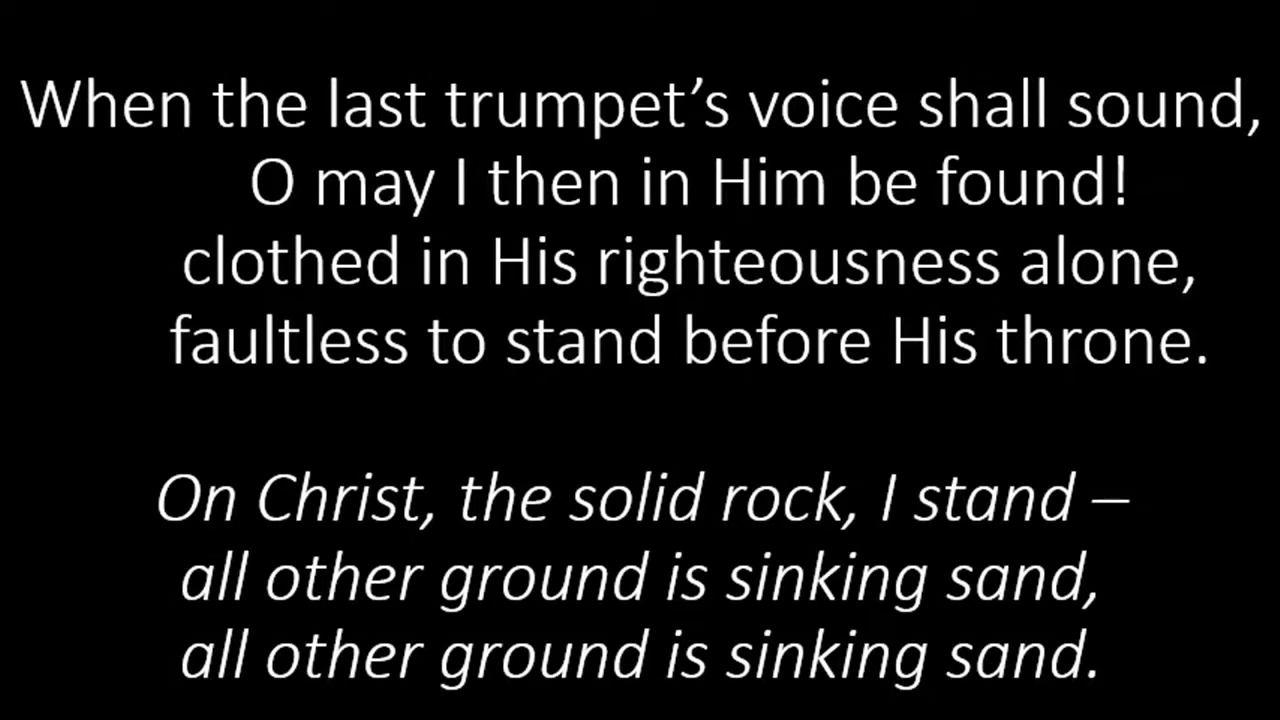 When the last trumpet’s voice shall sound,
O may I then in Him be found!
clothed in His righteousness alone,
faultless to stand before His throne.
On Christ, the solid rock, I stand –
all other ground is sinking sand,
all other ground is sinking sand.